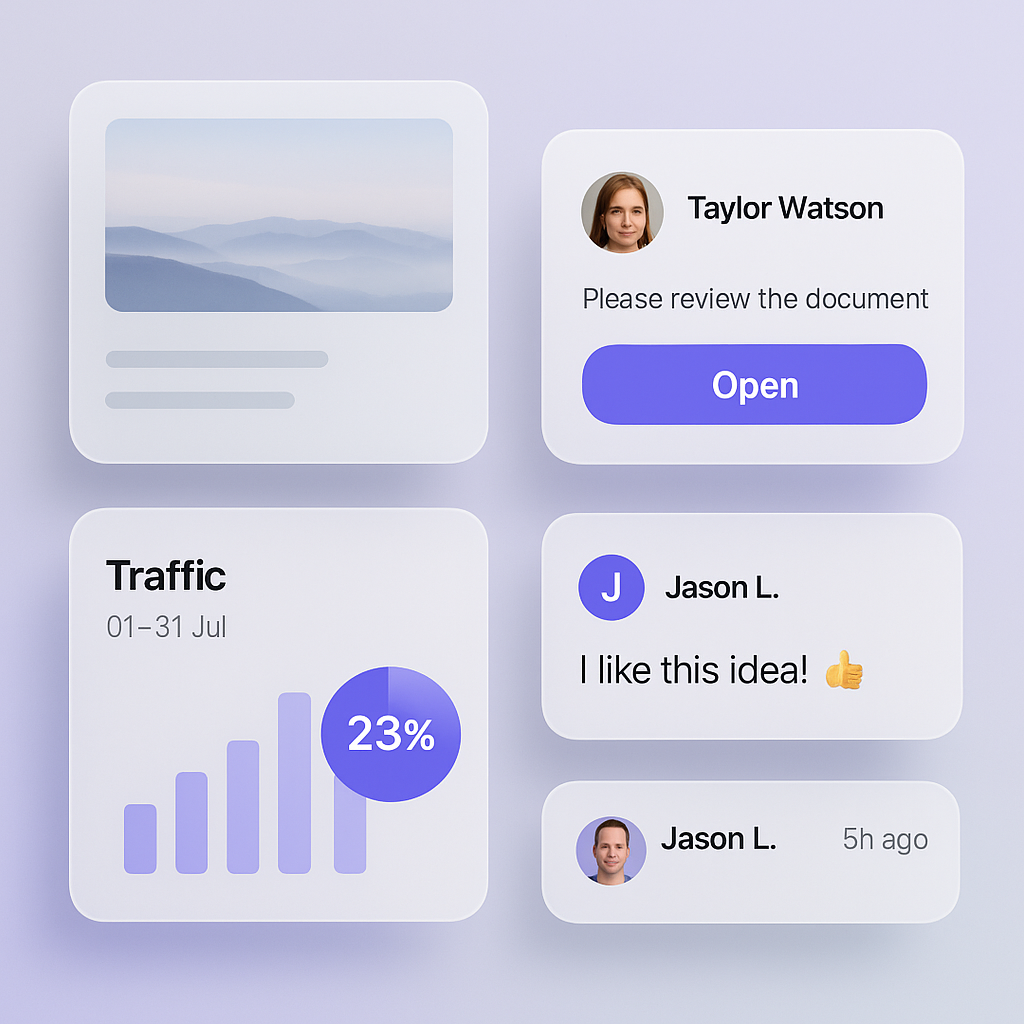 Taylor Watson
Please review the document
Open
Traffic
01–31 Jul
23%
J
Jason L.
I like this idea! 👍
Jason L.
5h ago